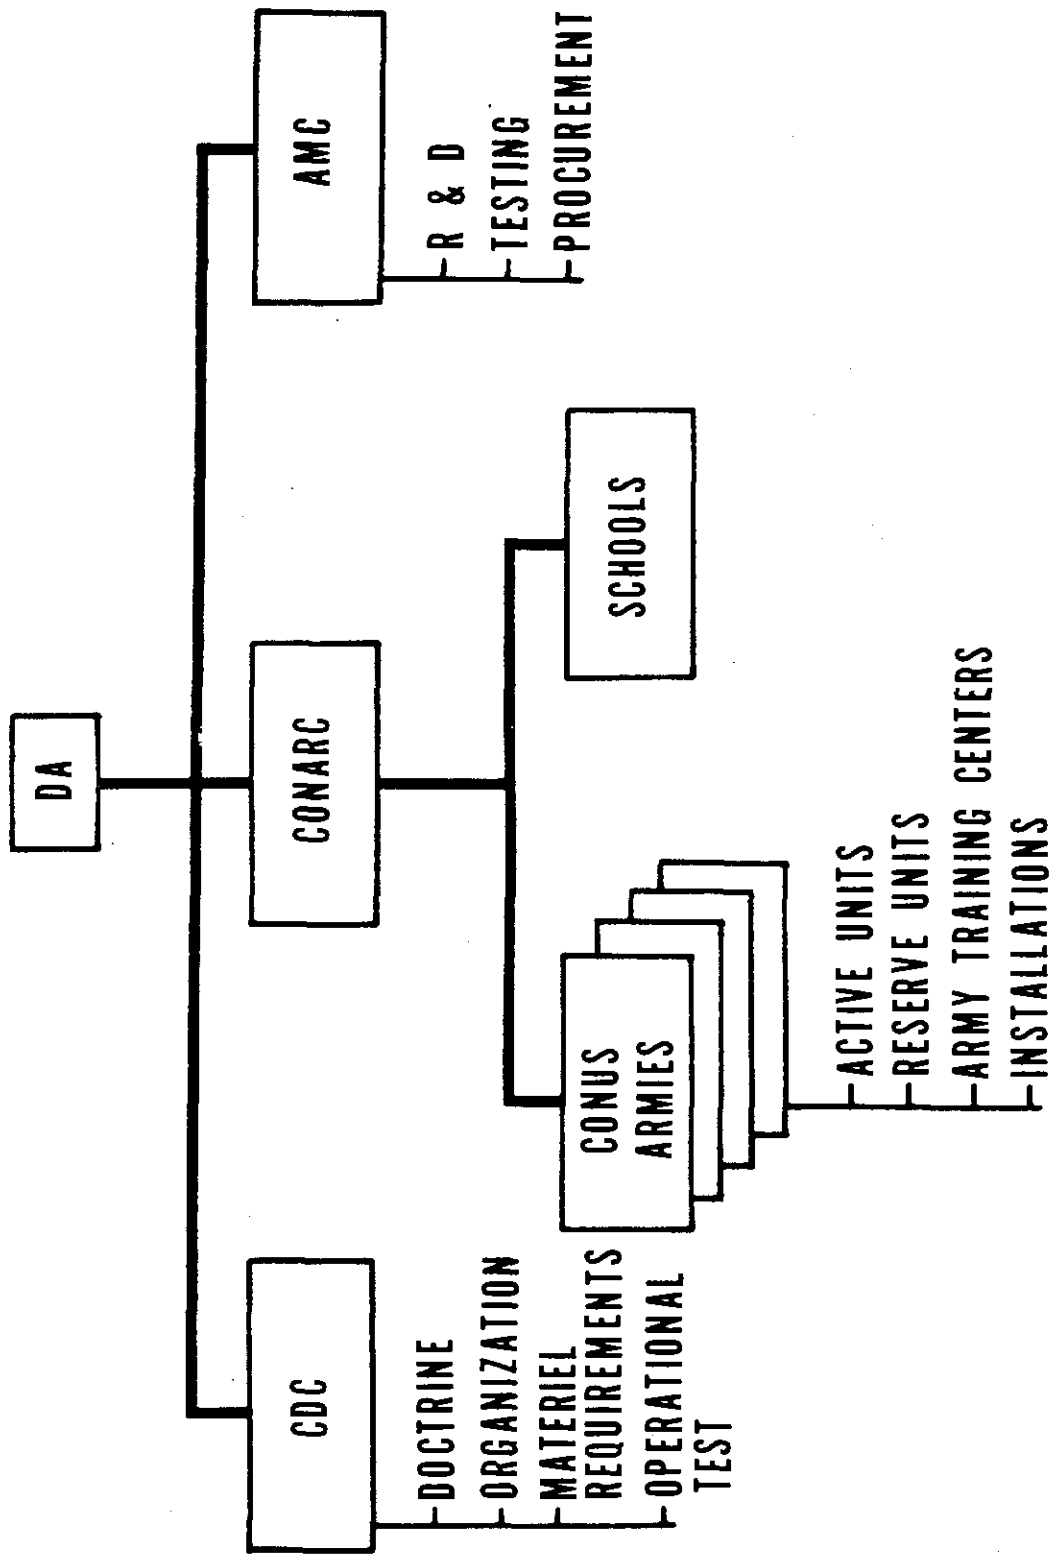 DA
CDC
CONARC
AMC
DOCTRINE
ORGANIZATION
MATERIEL
REQUIREMENTS
OPERATIONAL
TEST
CONUS
ARMIES
SCHOOLS
ACTIVE UNITS
RESERVE UNITS
ARMY TRAINING CENTERS
INSTALLATIONS
R & D
TESTING
PROCUREMENT